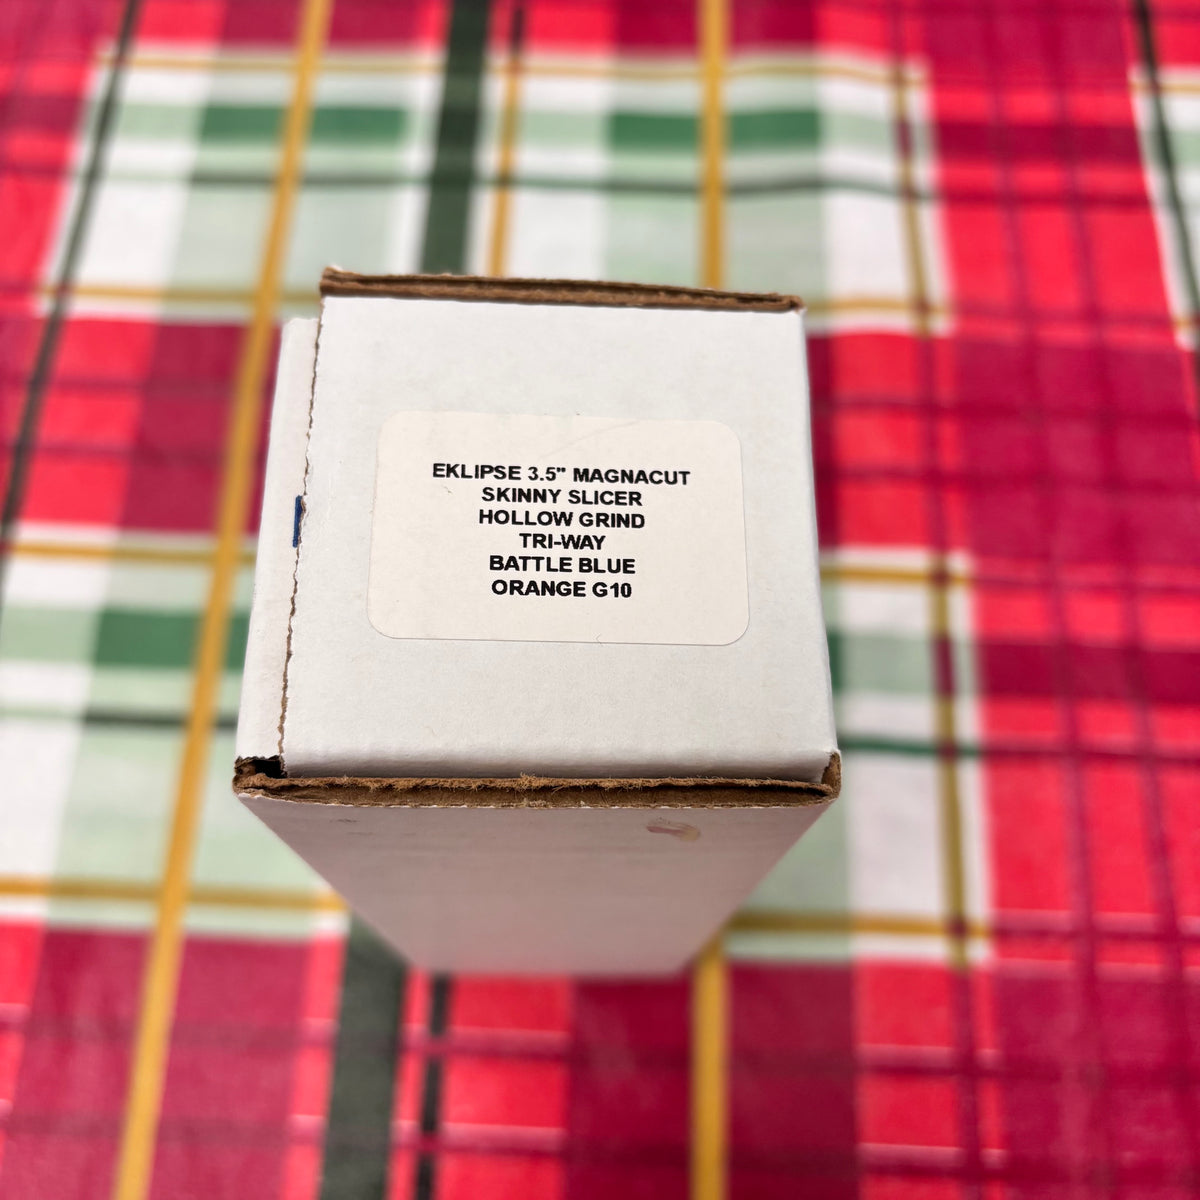 EKLIPSE 3.5" MAGNACUT
SKINNY SLICER
HOLLOW GRIND
TRI-WAY
BATTLE BLUE
ORANGE G10